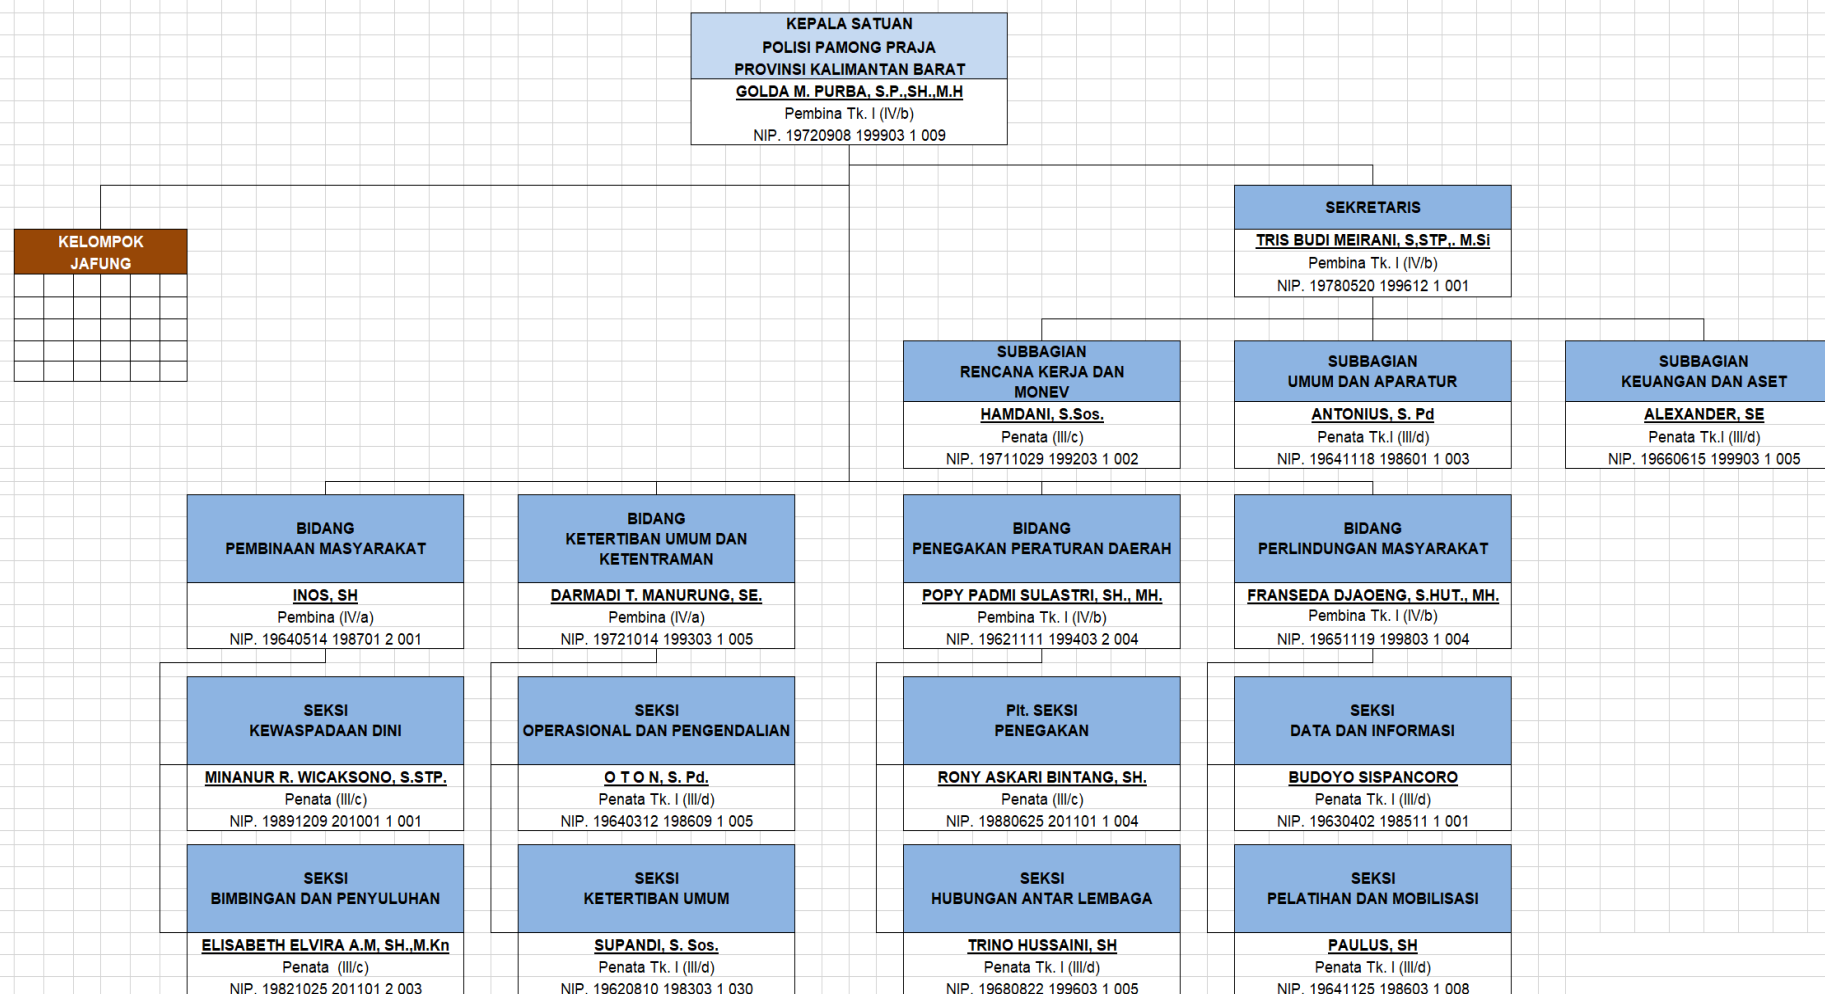 KEPALA SATUAN
POLISI PAMONG PRAJA
PROVINSI KALIMANTAN BARAT
GOLDA M. PURBA, S.P.,SH.,M.H
Pembina Tk. I (IV/b)
NIP. 19720908 199903 1 009
SEKRETARIS
TRIS BUDI MEIRANI, S,STP,. M.Si
Pembina Tk. I (IV/b)
NIP. 19780520 199612 1 001
KELOMPOK
JAFUNG
SUBBAGIAN
RENCANA KERJA DAN
MONEV
HAMDANI, S.Sos.
Penata (III/c)
NIP. 19711029 199203 1 002
SUBBAGIAN
UMUM DAN APARATUR
ANTONIUS, S. Pd
Penata Tk.I (III/d)
NIP. 19641118 198601 1 003
SUBBAGIAN
KEUANGAN DAN ASET
ALEXANDER, SE
Penata Tk.I (III/d)
NIP. 19660615 199903 1 005
BIDANG
PEMBINAAN MASYARAKAT
INOS, SH
Pembina (IV/a)
NIP. 19640514 198701 2 001
BIDANG
KETERTIBAN UMUM DAN
KETENTRAMAN
DARMADI T. MANURUNG, SE.
Pembina (IV/a)
NIP. 19721014 199303 1 005
BIDANG
PENEGAKAN PERATURAN DAERAH
POPY PADMI SULASTRI, SH., MH.
Pembina Tk. I (IV/b)
NIP. 19621111 199403 2 004
BIDANG
PERLINDUNGAN MASYARAKAT
FRANSEDA DJAOENG, S.HUT., MH.
Pembina Tk. I (IV/b)
NIP. 19651119 199803 1 004
SEKSI
KEWASPADAAN DINI
MINANUR R. WICAKSONO, S.STP.
Penata (III/c)
NIP. 19891209 201001 1 001
SEKSI
OPERASIONAL DAN PENGENDALIAN
O T O N, S. Pd.
Penata Tk. I (III/d)
NIP. 19640312 198609 1 005
Plt. SEKSI
PENEGAKAN
RONY ASKARI BINTANG, SH.
Penata (III/c)
NIP. 19880625 201101 1 004
SEKSI
DATA DAN INFORMASI
BUDOYO SISPANCORO
Penata Tk. I (III/d)
NIP. 19630402 198511 1 001
SEKSI
BIMBINGAN DAN PENYULUHAN
ELISABETH ELVIRA A.M, SH.,M.Kn
Penata  (III/c)
NIP. 19821025 201101 2 003
SEKSI
KETERTIBAN UMUM
SUPANDI, S. Sos.
Penata Tk. I (III/d)
NIP. 19620810 198303 1 030
SEKSI
HUBUNGAN ANTAR LEMBAGA
TRINO HUSSAINI, SH
Penata Tk. I (III/d)
NIP. 19680822 199603 1 005
SEKSI
PELATIHAN DAN MOBILISASI
PAULUS, SH
Penata Tk. I (III/d)
NIP. 19641125 198603 1 008